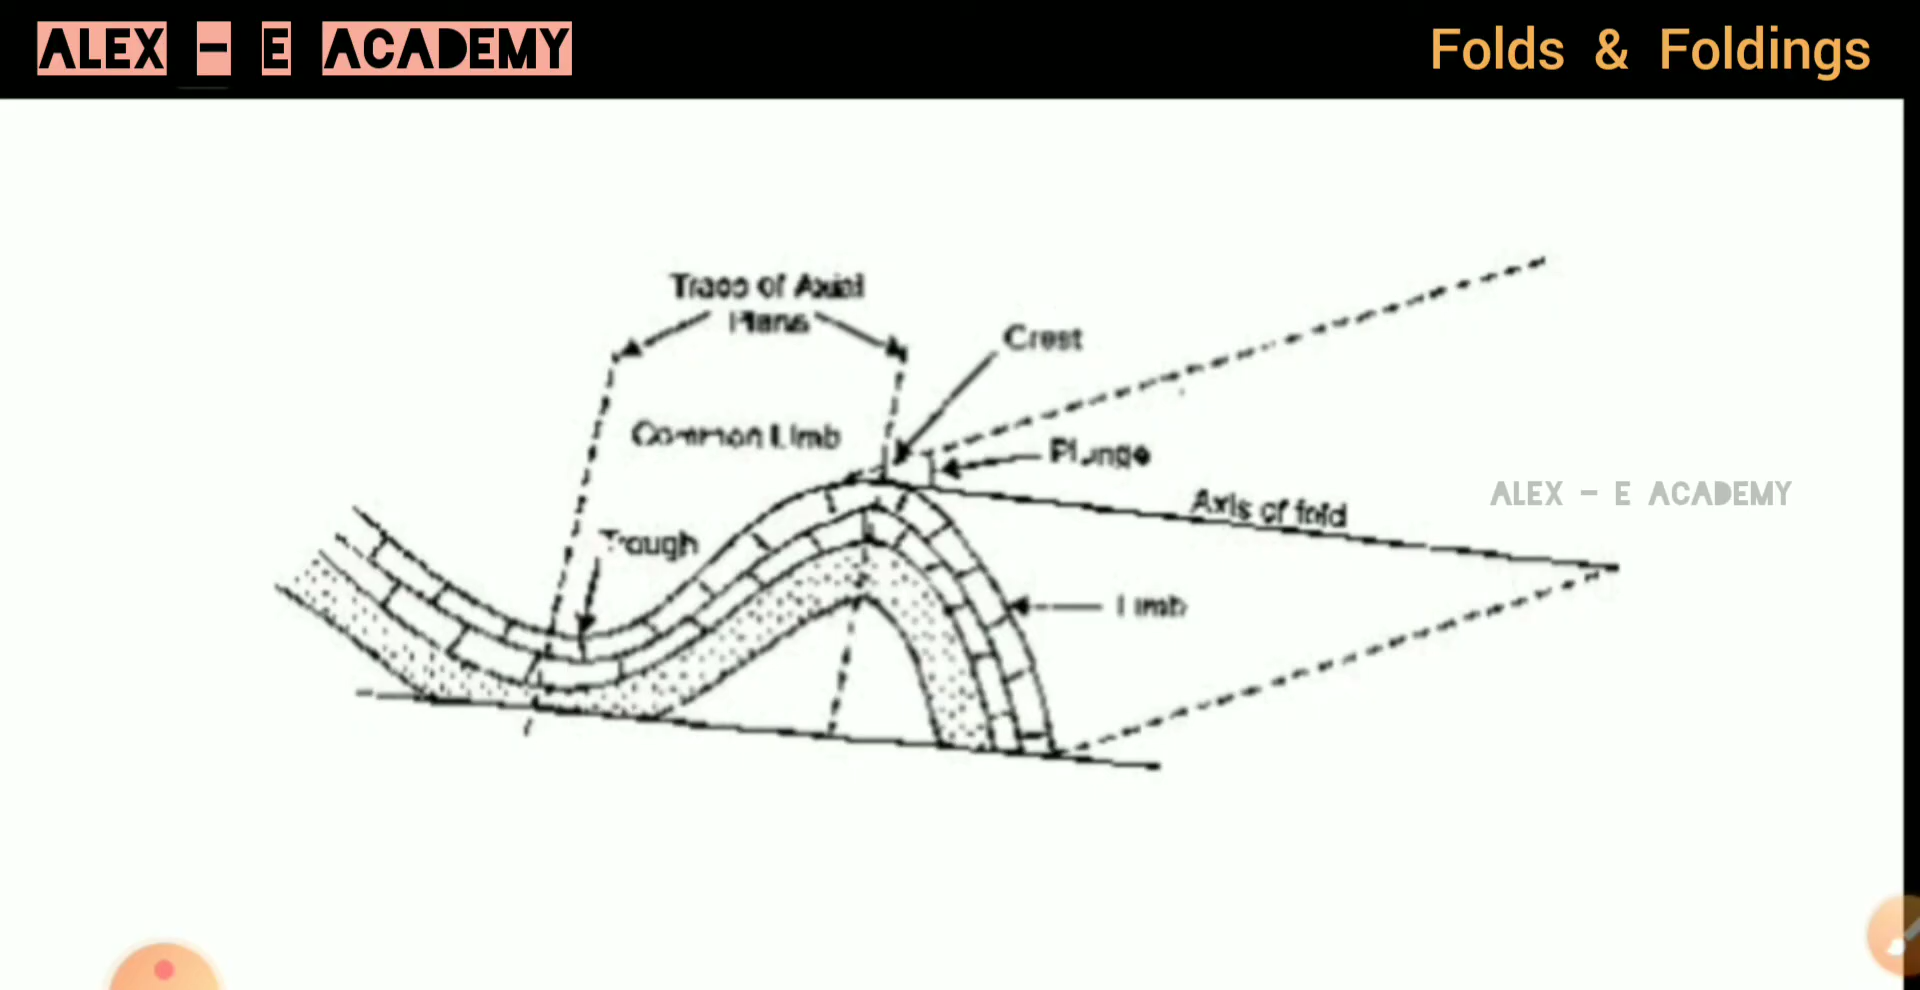 ALEX - E ACADEMY
Folds & Foldings
Trace of Axial
Plane
Crest
Common Limb
Plunge
Axis of fold
ALEX - E ACADEMY
Trough
Limb